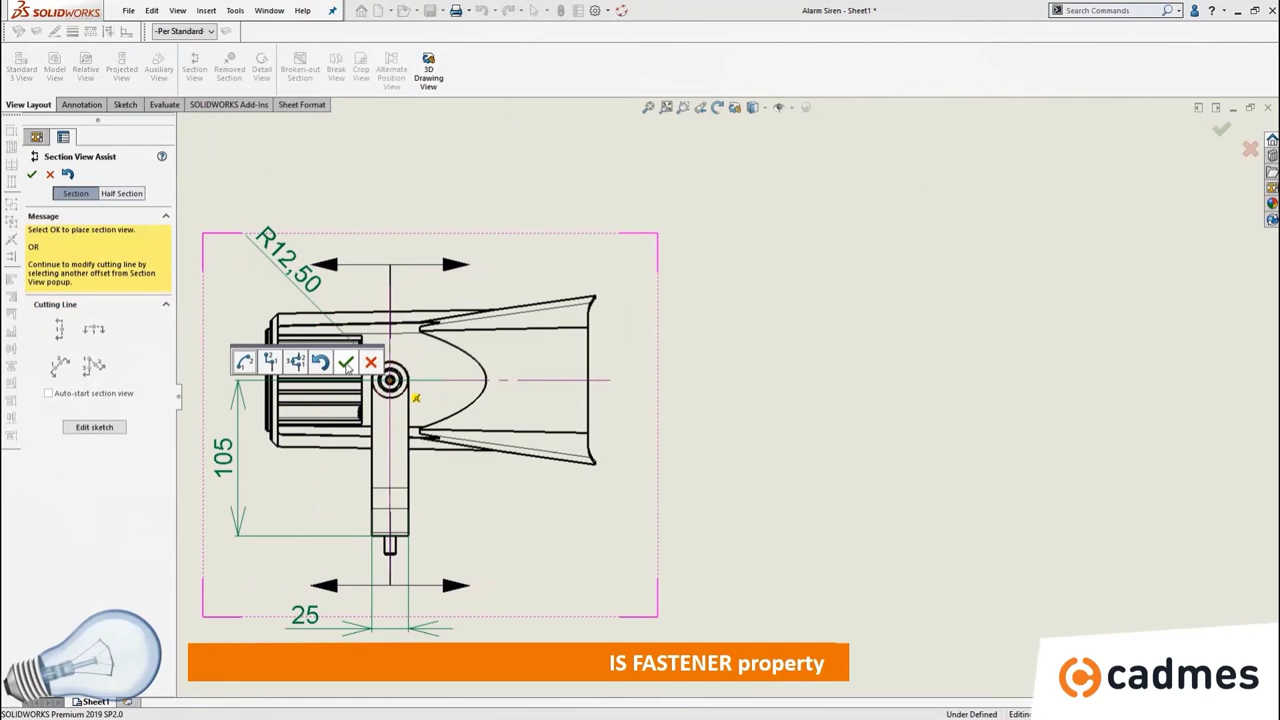 SOLIDWORKS
File
Edit
View
Insert
Tools
Window
Help
Alarm Siren - Sheet1 *
Search Commands
?
-Per Standard-
Standard 3 View
Model View
Relative View
Projected View
Auxiliary View
Section View
Removed Section
Detail View
Broken-out Section
Break View
Crop View
Alternate Position View
3D Drawing View
View Layout
Annotation
Sketch
Evaluate
SOLIDWORKS Add-Ins
Sheet Format
Section View Assist
Section
Half Section
Message
Select OK to place section view.
OR
Continue to modify cutting line by
selecting another offset from Section
View popup.
Cutting Line
Auto-start section view
Edit sketch
R12,50
105
25
IS FASTENER property
cadmes
Sheet1
SOLIDWORKS Premium 2019 SP2.0
Under Defined
Editin